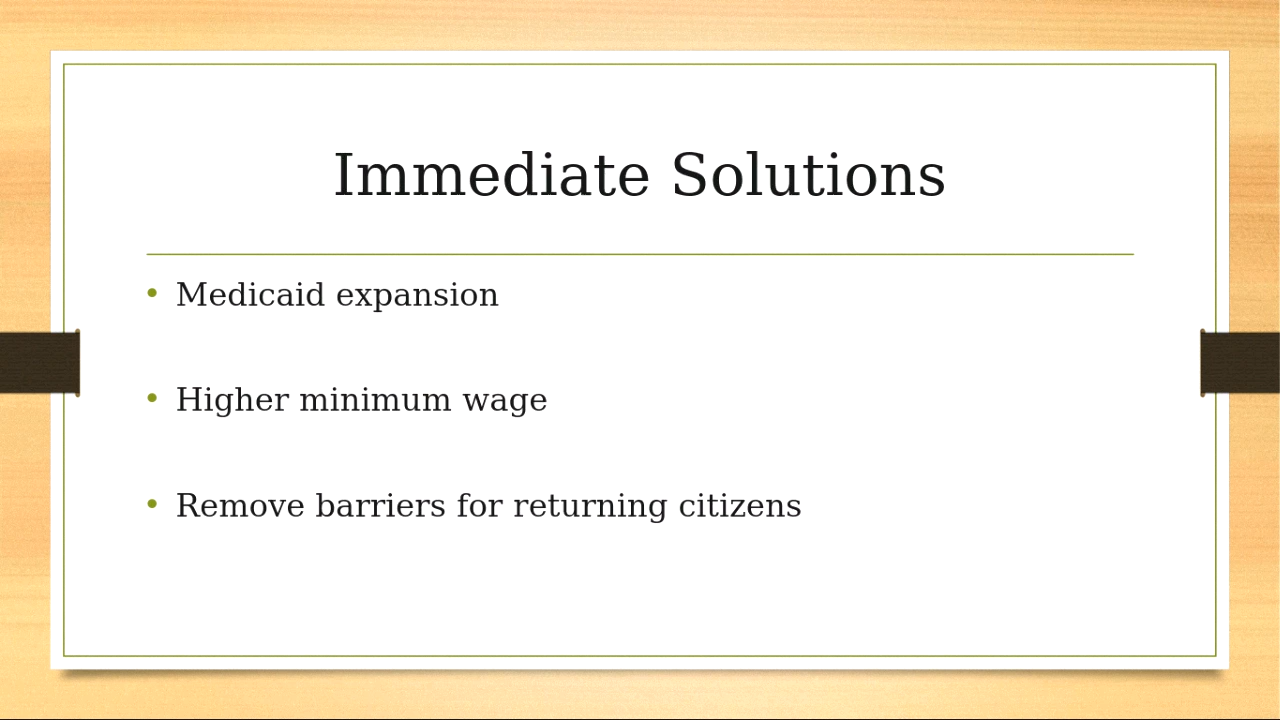 Immediate Solutions
• Medicaid expansion
• Higher minimum wage
• Remove barriers for returning citizens